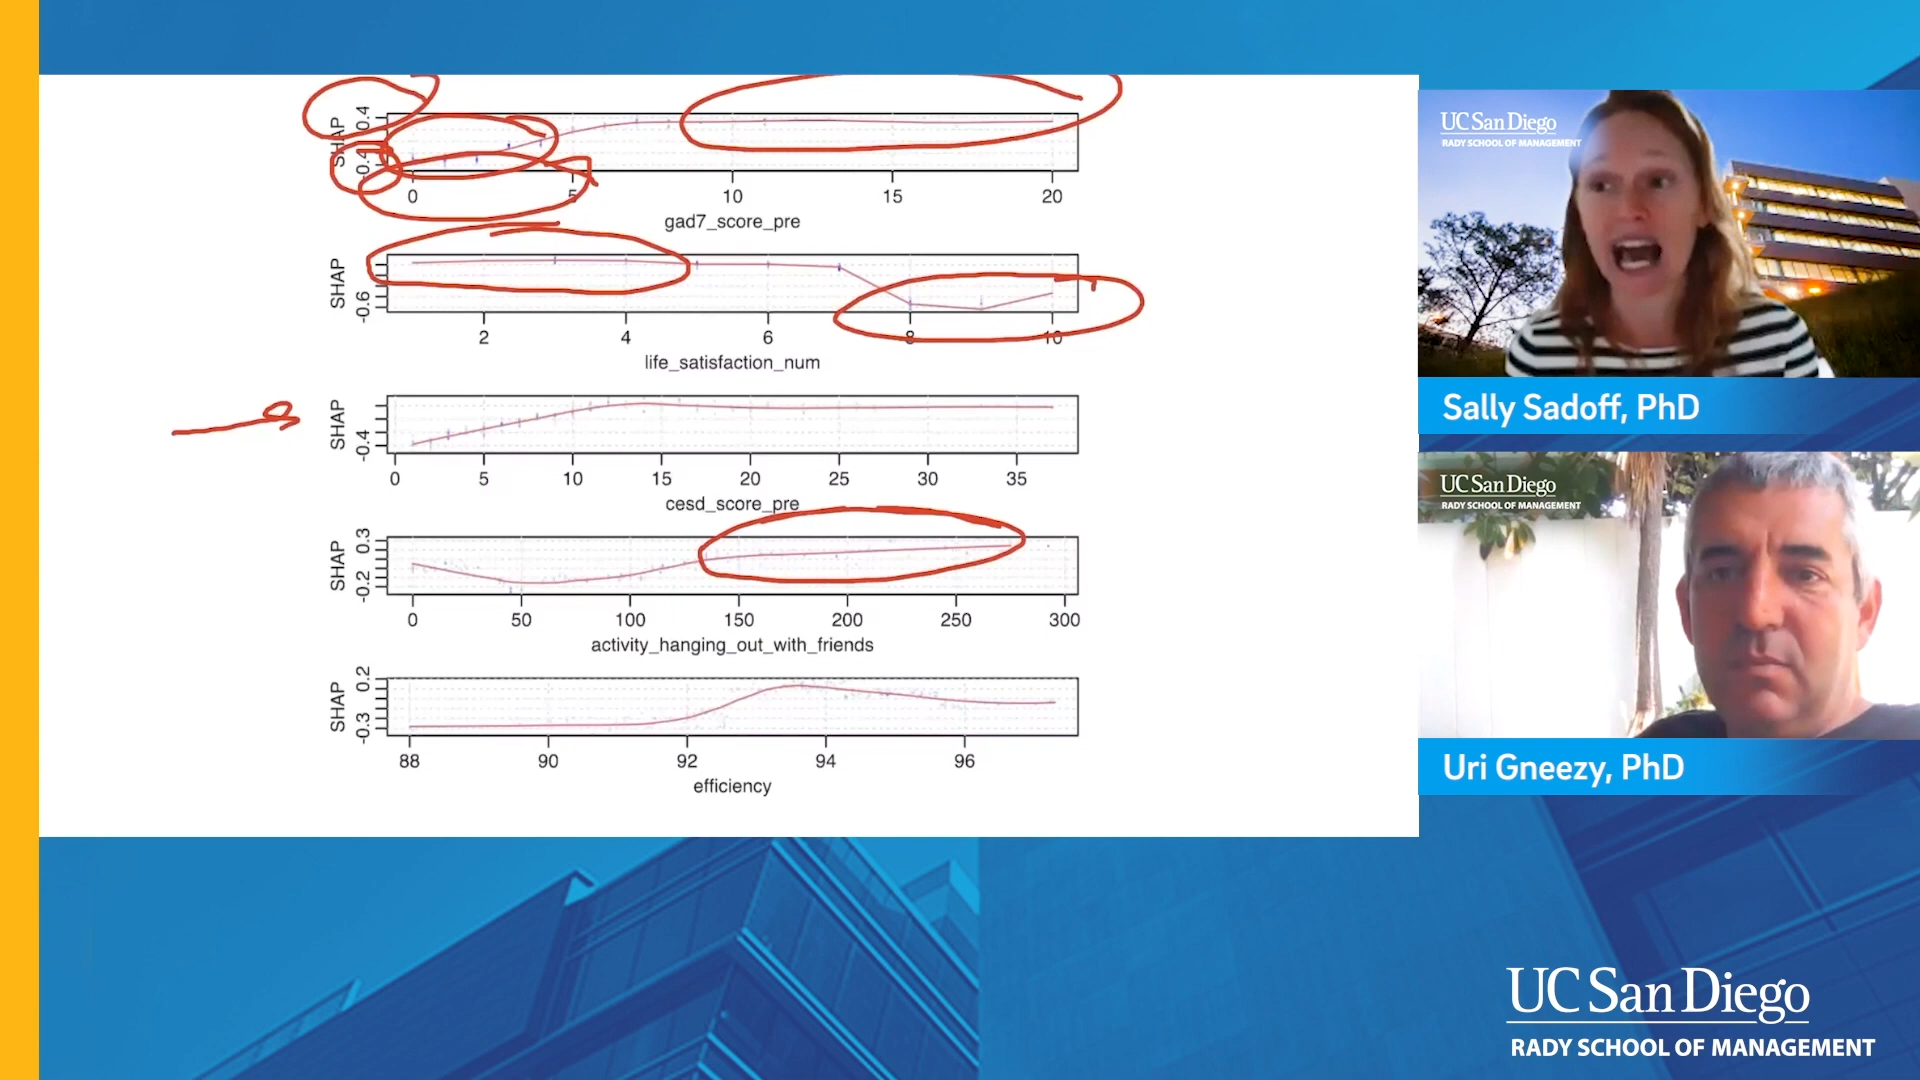 SHAP
0.4
-0.4
0 5 10 15 20
gad7_score_pre
SHAP
-0.6
2 4 6 8 10
life_satisfaction_num
SHAP
-0.4
0 5 10 15 20 25 30 35
cesd_score_pre
SHAP
0.3
-0.2
0 50 100 150 200 250 300
activity_hanging_out_with_friends
SHAP
0.2
-0.3
88 90 92 94 96
efficiency
UC San Diego
RADY SCHOOL OF MANAGEMENT
Sally Sadoff, PhD
UC San Diego
RADY SCHOOL OF MANAGEMENT
Uri Gneezy, PhD
UC San Diego
RADY SCHOOL OF MANAGEMENT